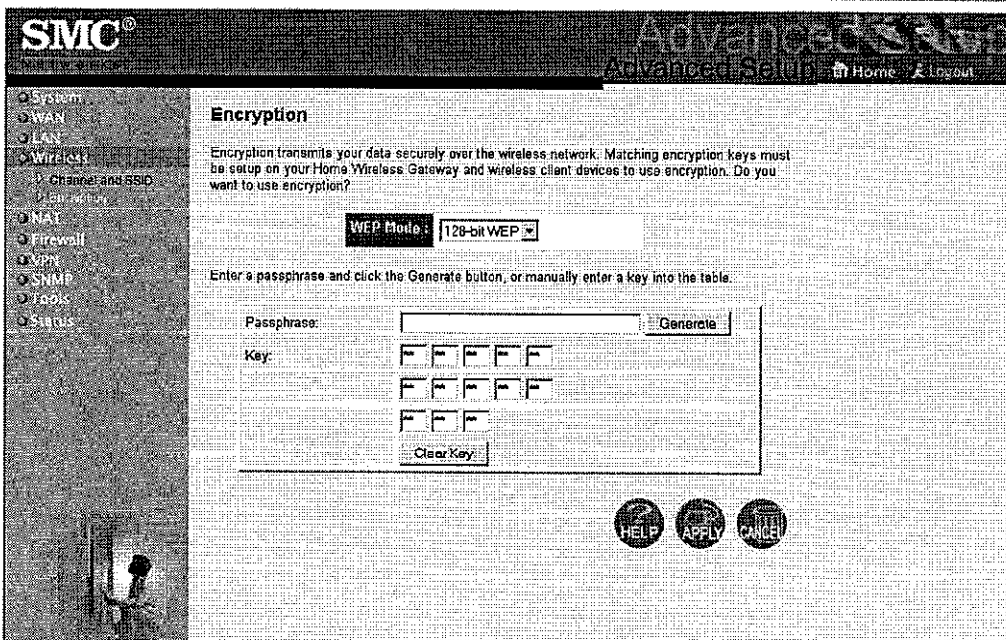 SMC®
Advanced Setup
Advanced Setup
Home
Logout
System
WAN
LAN
Wireless
Channel and SSID
Encryption
NAT
Firewall
VPN
SNMP
Tools
Status
Encryption
Encryption transmits your data securely over the wireless network. Matching encryption keys must
be setup on your Home Wireless Gateway and wireless client devices to use encryption. Do you
want to use encryption?
WEP Mode : 128-bit WEP
Enter a passphrase and click the Generate button, or manually enter a key into the table.
Passphrase: Generate
Key: ** ** ** ** **
** ** ** ** **
** ** **
Clear Key
HELP APPLY CANCEL